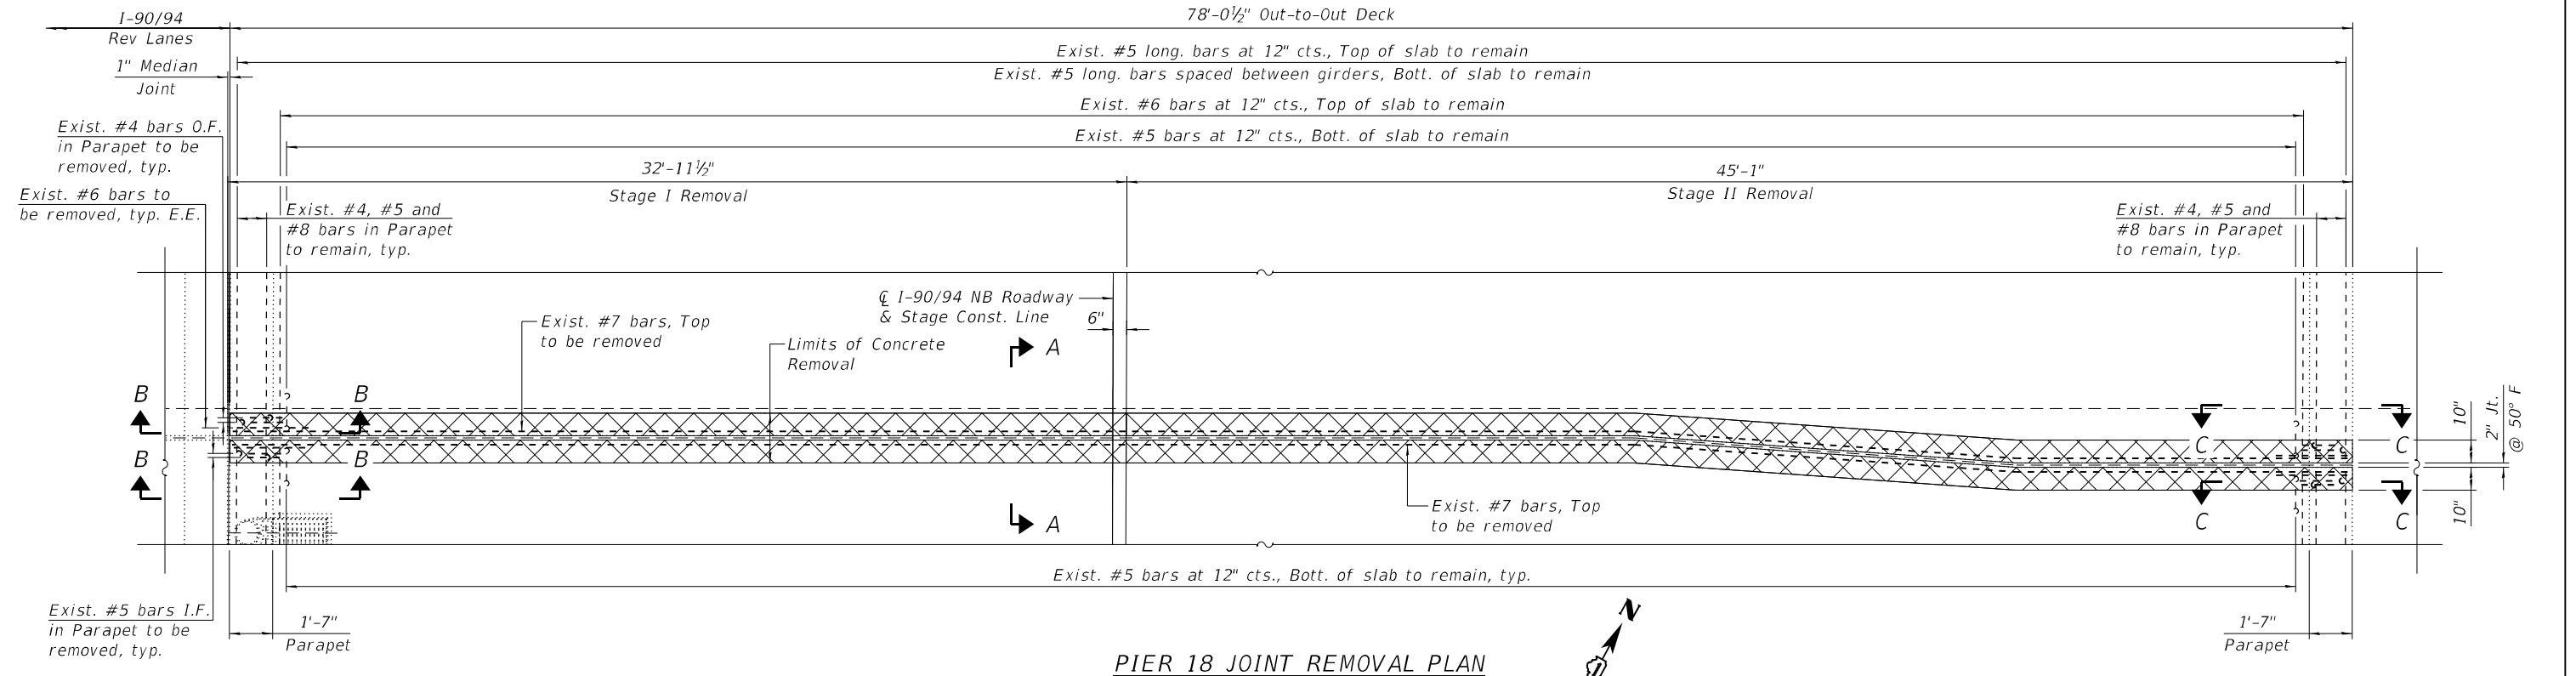 I-90/94
Rev Lanes
78'-0½" Out-to-Out Deck
Exist. #5 long. bars at 12" cts., Top of slab to remain
1" Median
Joint
Exist. #5 long. bars spaced between girders, Bott. of slab to remain
Exist. #6 bars at 12" cts., Top of slab to remain
Exist. #4 bars O.F.
in Parapet to be
removed, typ.
Exist. #5 bars at 12" cts., Bott. of slab to remain
32'-11½"
Stage I Removal
45'-1"
Stage II Removal
Exist. #6 bars to
be removed, typ. E.E.
Exist. #4, #5 and
#8 bars in Parapet
to remain, typ.
Exist. #4, #5 and
#8 bars in Parapet
to remain, typ.
℄ I-90/94 NB Roadway
& Stage Const. Line
6"
Exist. #7 bars, Top
to be removed
Limits of Concrete
Removal
A
B
B
B
B
C
C
C
C
10"
2" Jt.
@ 50° F
10"
Exist. #7 bars, Top
to be removed
A
Exist. #5 bars at 12" cts., Bott. of slab to remain, typ.
Exist. #5 bars I.F.
in Parapet to be
removed, typ.
1'-7"
Parapet
1'-7"
Parapet
N
PIER 18 JOINT REMOVAL PLAN